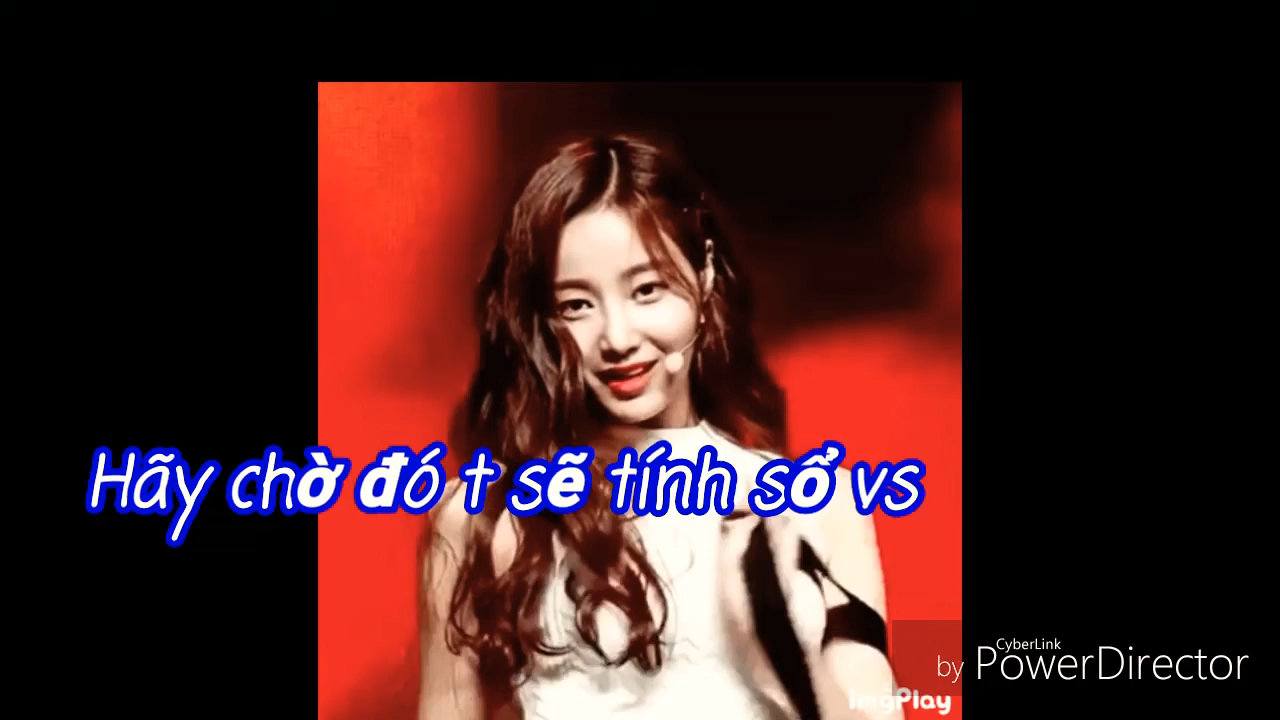 Hãy chờ đó t sẽ tính sổ vs
CyberLink
by PowerDirector
ImgPlay